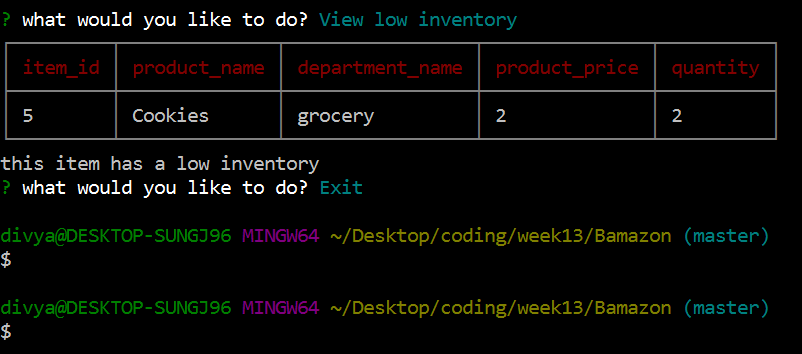 ? what would you like to do? View low inventory
item_id product_name department_name product_price quantity
5 Cookies grocery 2 2
this item has a low inventory
? what would you like to do? Exit
divya@DESKTOP-SUNGJ96 MINGW64 ~/Desktop/coding/week13/Bamazon (master)
$
divya@DESKTOP-SUNGJ96 MINGW64 ~/Desktop/coding/week13/Bamazon (master)
$